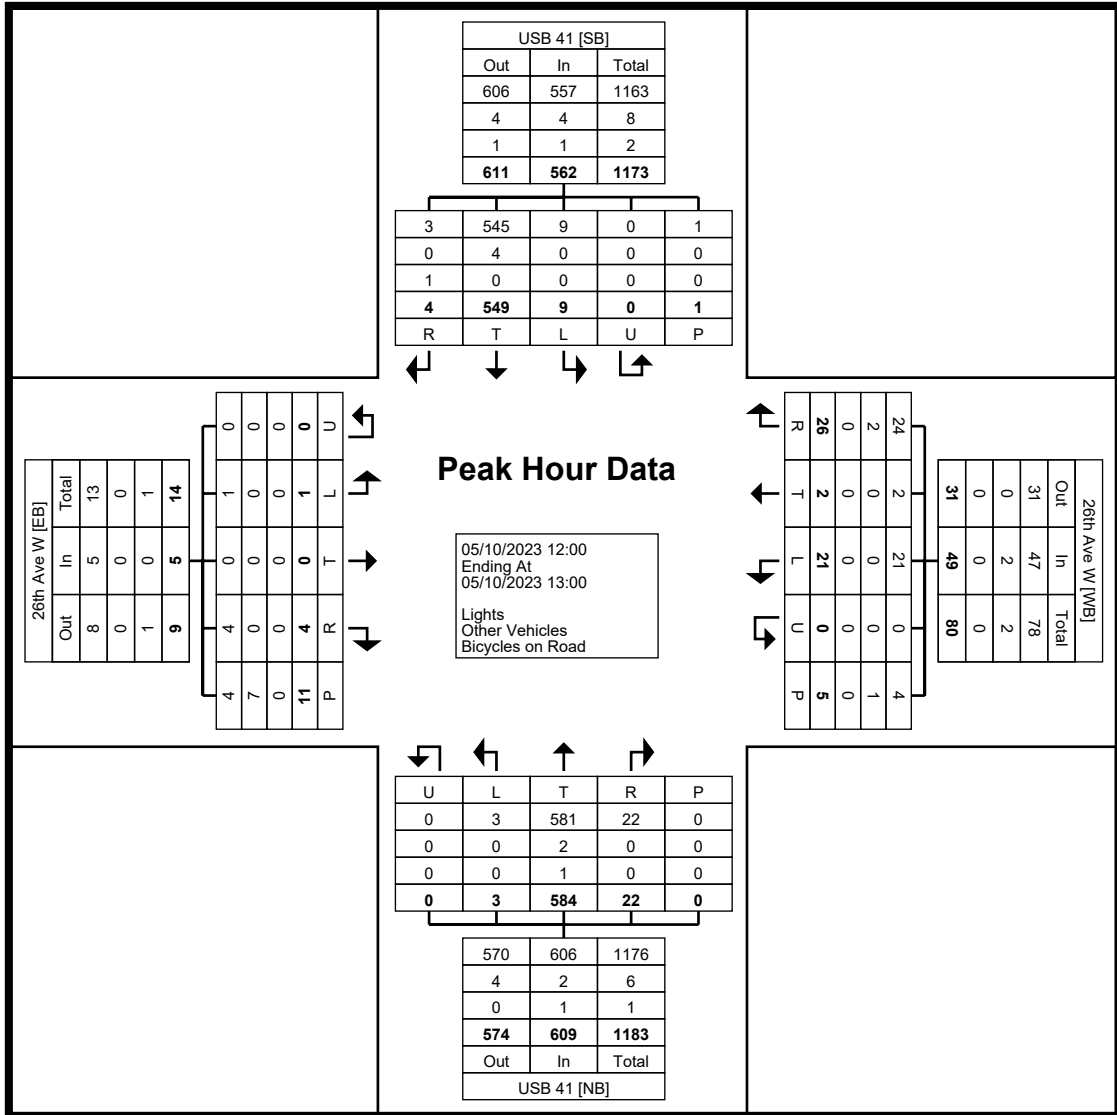 USB 41 [SB]
Out In Total
606 557 1163
4 4 8
1 1 2
611 562 1173
3 545 9 0 1
0 4 0 0 0
1 0 0 0 0
4 549 9 0 1
R T L U P
26th Ave W [EB]
Out In Total
8 5 13
0 0 0
1 0 1
9 5 14
4 4 0 1 0
7 0 0 0 0
0 0 0 0 0
11 4 0 1 0
P R T L U
Peak Hour Data
05/10/2023 12:00
Ending At
05/10/2023 13:00
Lights
Other Vehicles
Bicycles on Road
26th Ave W [WB]
Out In Total
31 47 78
0 2 2
0 0 0
31 49 80
24 2 21 0 4
2 0 0 0 1
0 0 0 0 0
26 2 21 0 5
R T L U P
U L T R P
0 3 581 22 0
0 0 2 0 0
0 0 1 0 0
0 3 584 22 0
570 606 1176
4 2 6
0 1 1
574 609 1183
Out In Total
USB 41 [NB]